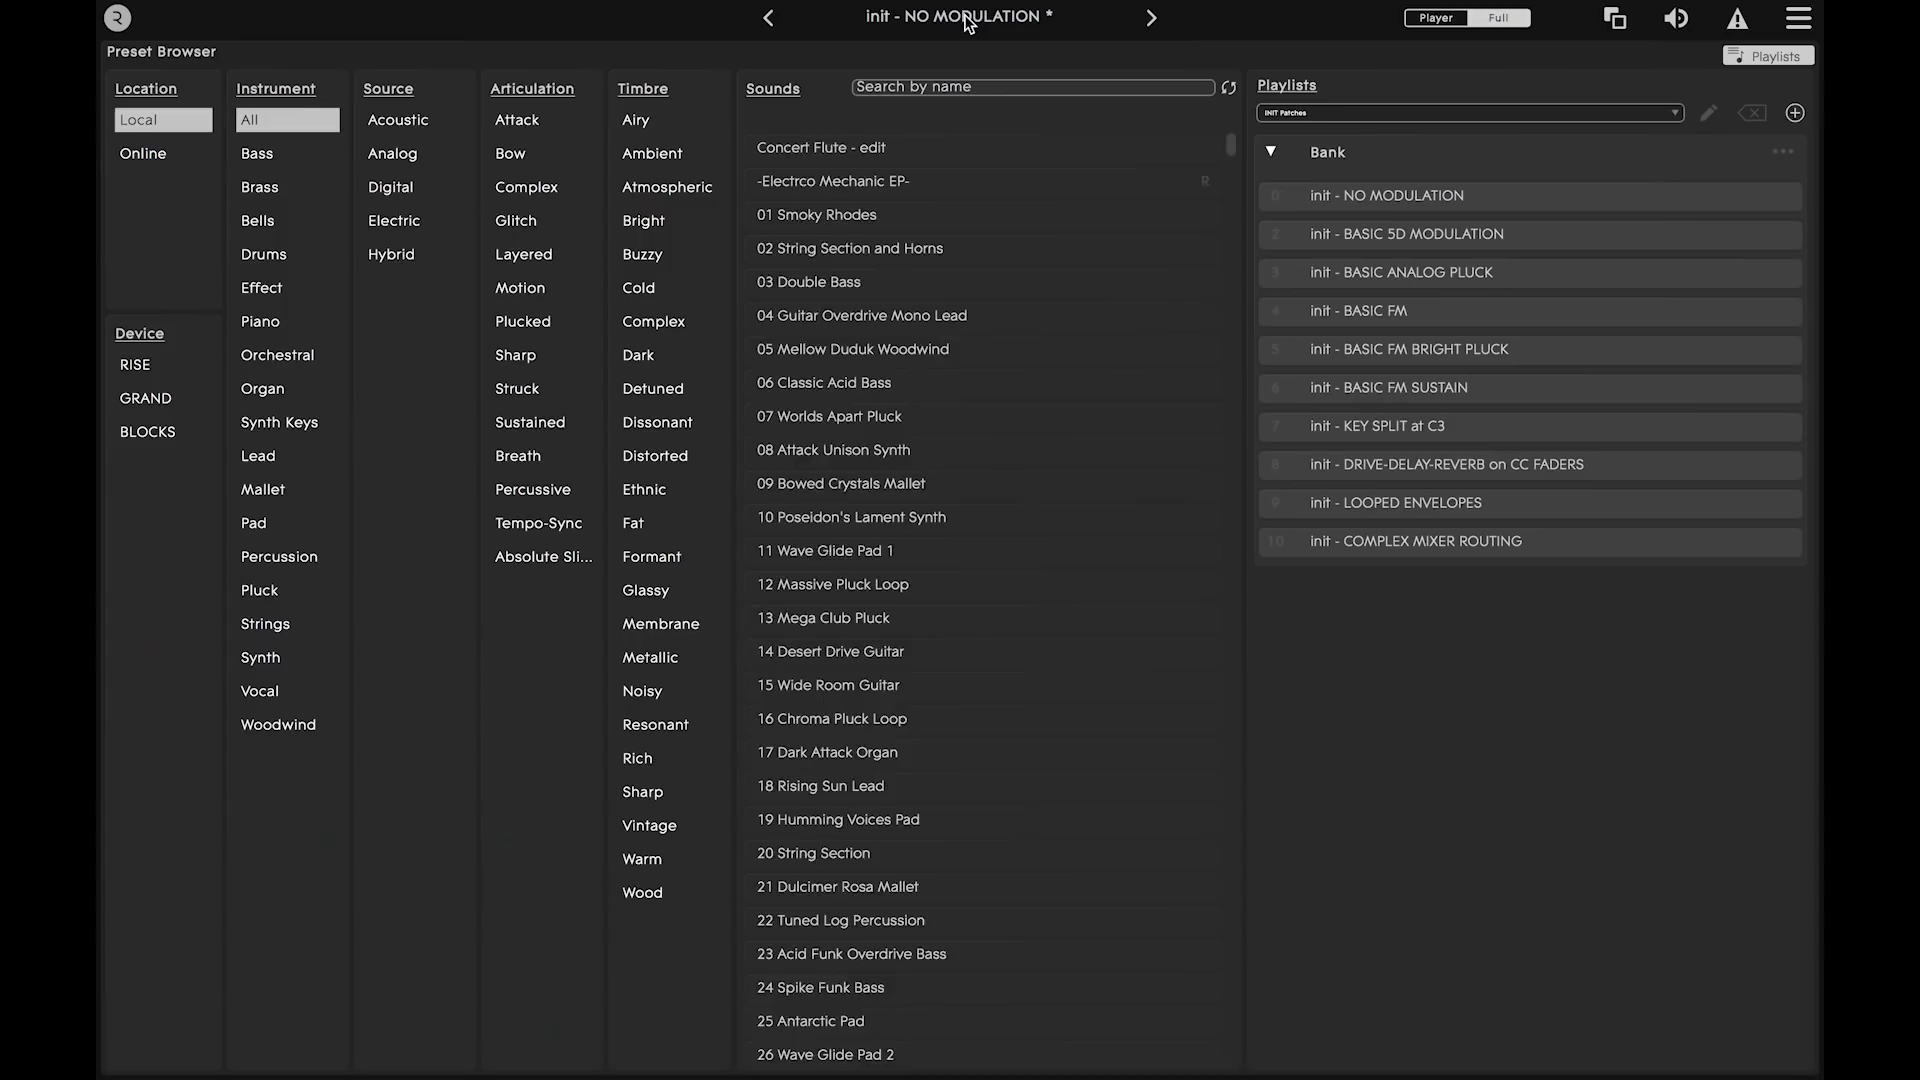 init - NO MODULATION *
Player
Full
Preset Browser
Playlists
Location
Local
Online
Device
RISE
GRAND
BLOCKS
Instrument
All
Bass
Brass
Bells
Drums
Effect
Piano
Orchestral
Organ
Synth Keys
Lead
Mallet
Pad
Percussion
Pluck
Strings
Synth
Vocal
Woodwind
Source
Acoustic
Analog
Digital
Electric
Hybrid
Articulation
Attack
Bow
Complex
Glitch
Layered
Motion
Plucked
Sharp
Struck
Sustained
Breath
Percussive
Tempo-Sync
Absolute Sli...
Timbre
Airy
Ambient
Atmospheric
Bright
Buzzy
Cold
Complex
Dark
Detuned
Dissonant
Distorted
Ethnic
Fat
Formant
Glassy
Membrane
Metallic
Noisy
Resonant
Rich
Sharp
Vintage
Warm
Wood
Sounds
Search by name
Concert Flute - edit
-Electrco Mechanic EP- R
01 Smoky Rhodes
02 String Section and Horns
03 Double Bass
04 Guitar Overdrive Mono Lead
05 Mellow Duduk Woodwind
06 Classic Acid Bass
07 Worlds Apart Pluck
08 Attack Unison Synth
09 Bowed Crystals Mallet
10 Poseidon's Lament Synth
11 Wave Glide Pad 1
12 Massive Pluck Loop
13 Mega Club Pluck
14 Desert Drive Guitar
15 Wide Room Guitar
16 Chroma Pluck Loop
17 Dark Attack Organ
18 Rising Sun Lead
19 Humming Voices Pad
20 String Section
21 Dulcimer Rosa Mallet
22 Tuned Log Percussion
23 Acid Funk Overdrive Bass
24 Spike Funk Bass
25 Antarctic Pad
26 Wave Glide Pad 2
Playlists
INIT Patches
Bank
0 init - NO MODULATION
2 init - BASIC 5D MODULATION
3 init - BASIC ANALOG PLUCK
4 init - BASIC FM
5 init - BASIC FM BRIGHT PLUCK
6 init - BASIC FM SUSTAIN
7 init - KEY SPLIT at C3
8 init - DRIVE-DELAY-REVERB on CC FADERS
9 init - LOOPED ENVELOPES
10 init - COMPLEX MIXER ROUTING